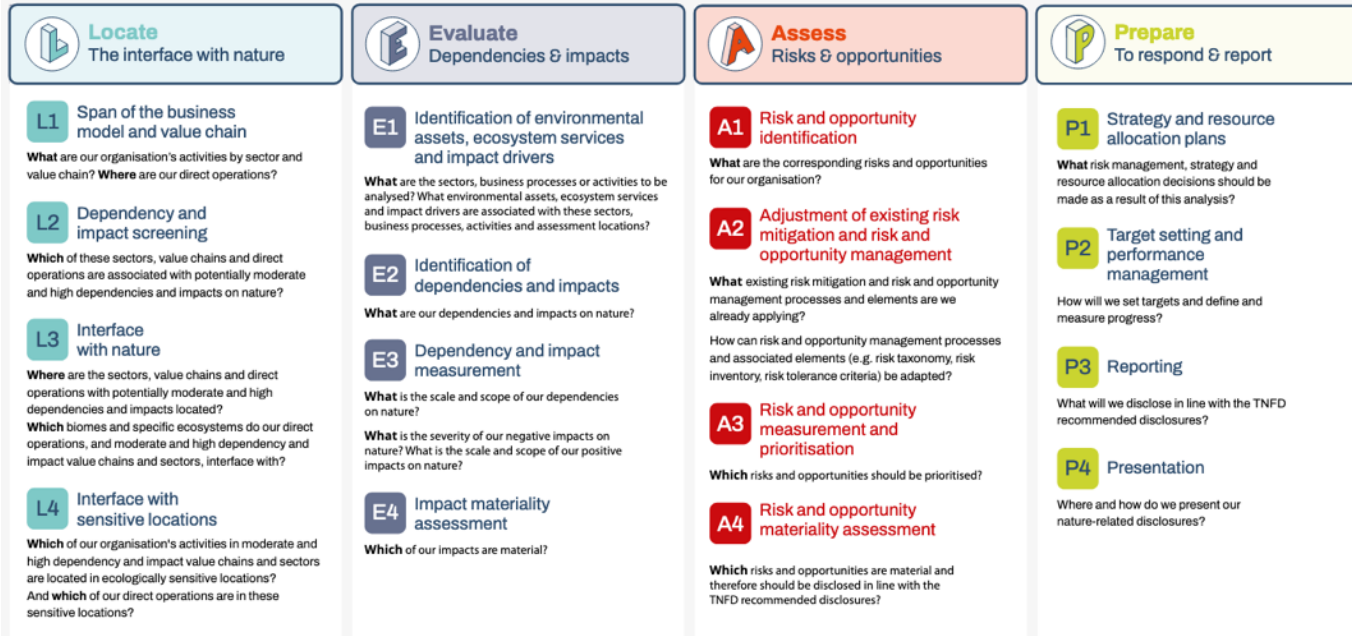 Locate
The interface with nature
L1
Span of the business
model and value chain
What are our organisation's activities by sector and
value chain? Where are our direct operations?
L2
Dependency and
impact screening
Which of these sectors, value chains and direct
operations are associated with potentially moderate
and high dependencies and impacts on nature?
L3
Interface
with nature
Where are the sectors, value chains and direct
operations with potentially moderate and high
dependencies and impacts located?
Which biomes and specific ecosystems do our direct
operations, and moderate and high dependency and
impact value chains and sectors, interface with?
L4
Interface with
sensitive locations
Which of our organisation's activities in moderate and
high dependency and impact value chains and sectors
are located in ecologically sensitive locations?
And which of our direct operations are in these
sensitive locations?
Evaluate
Dependencies & impacts
E1
Identification of environmental
assets, ecosystem services
and impact drivers
What are the sectors, business processes or activities to be
analysed? What environmental assets, ecosystem services
and impact drivers are associated with these sectors,
business processes, activities and assessment locations?
E2
Identification of
dependencies and impacts
What are our dependencies and impacts on nature?
E3
Dependency and impact
measurement
What is the scale and scope of our dependencies
on nature?
What is the severity of our negative impacts on
nature? What is the scale and scope of our positive
impacts on nature?
E4
Impact materiality
assessment
Which of our impacts are material?
Assess
Risks & opportunities
A1
Risk and opportunity
identification
What are the corresponding risks and opportunities
for our organisation?
A2
Adjustment of existing risk
mitigation and risk and
opportunity management
What existing risk mitigation and risk and opportunity
management processes and elements are we
already applying?
How can risk and opportunity management processes
and associated elements (e.g. risk taxonomy, risk
inventory, risk tolerance criteria) be adapted?
A3
Risk and opportunity
measurement and
prioritisation
Which risks and opportunities should be prioritised?
A4
Risk and opportunity
materiality assessment
Which risks and opportunities are material and
therefore should be disclosed in line with the
TNFD recommended disclosures?
Prepare
To respond & report
P1
Strategy and resource
allocation plans
What risk management, strategy and
resource allocation decisions should be
made as a result of this analysis?
P2
Target setting and
performance
management
How will we set targets and define and
measure progress?
P3
Reporting
What will we disclose in line with the TNFD
recommended disclosures?
P4
Presentation
Where and how do we present our
nature-related disclosures?